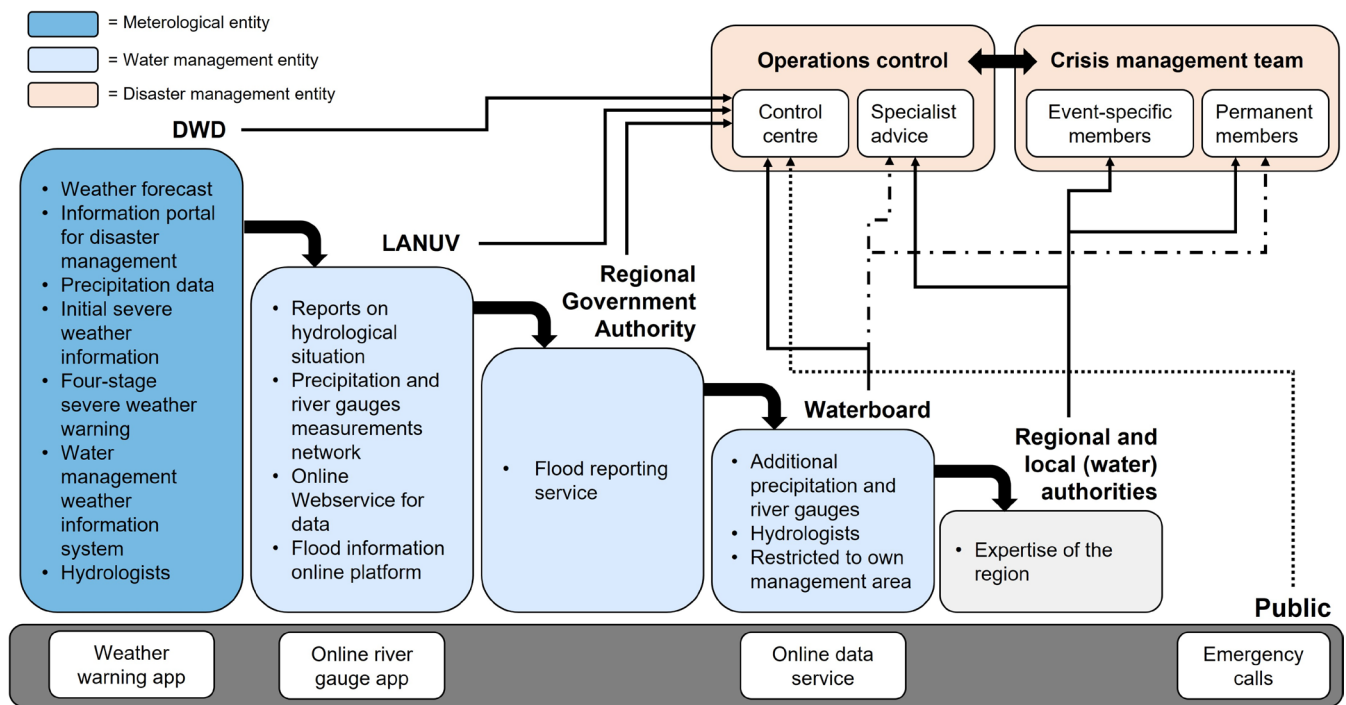 = Meterological entity
= Water management entity
= Disaster management entity
Operations control
Crisis management team
Control
centre
Specialist
advice
Event-specific
members
Permanent
members
DWD
• Weather forecast
• Information portal
for disaster
management
• Precipitation data
• Initial severe
weather
information
• Four-stage
severe weather
warning
• Water
management
weather
information
system
• Hydrologists
LANUV
• Reports on
hydrological
situation
• Precipitation and
river gauges
measurements
network
• Online
Webservice for
data
• Flood information
online platform
Regional
Government
Authority
• Flood reporting
service
Waterboard
• Additional
precipitation and
river gauges
• Hydrologists
• Restricted to own
management area
Regional and
local (water)
authorities
• Expertise of the
region
Public
Weather
warning app
Online river
gauge app
Online data
service
Emergency
calls